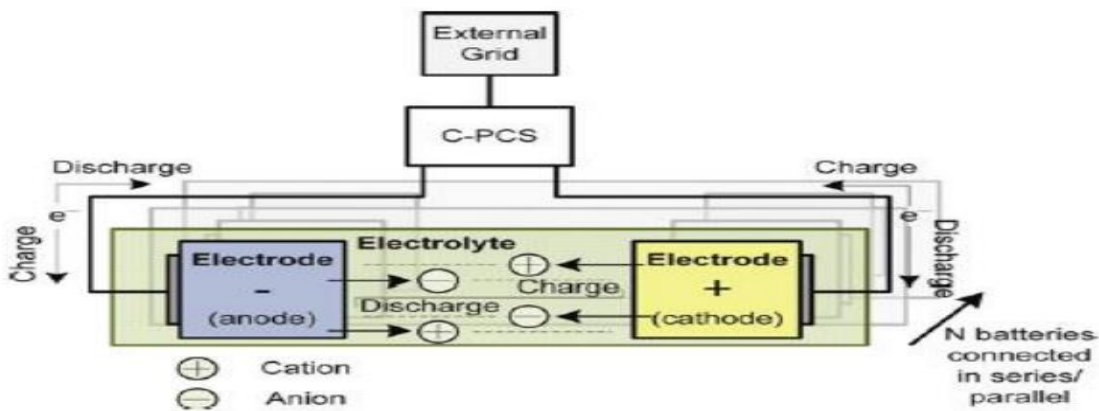 External
Grid
C-PCS
Discharge
Charge
e⁻
e⁻
Charge
Discharge
Electrolyte
Electrode
-
(anode)
Electrode
+
(cathode)
+
−
Charge
Discharge
−
+
+ Cation
− Anion
N batteries
connected
in series/
parallel